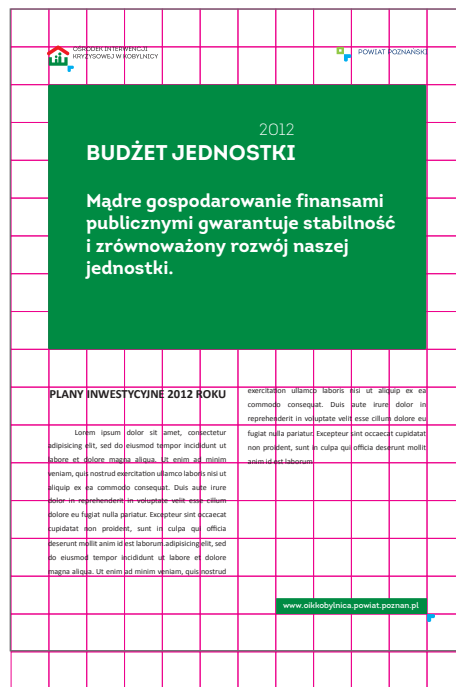 OŚRODEK INTERWENCJI
KRYZYSOWEJ W KOBYLNICY
POWIAT POZNAŃSKI
2012
BUDŻET JEDNOSTKI
Mądre gospodarowanie finansami
publicznymi gwarantuje stabilność
i zrównoważony rozwój naszej
jednostki.
PLANY INWESTYCYJNE 2012 ROKU
Lorem ipsum dolor sit amet, consectetur
adipisicing elit, sed do eiusmod tempor incididunt ut
labore et dolore magna aliqua. Ut enim ad minim
veniam, quis nostrud exercitation ullamco laboris nisi ut
aliquip ex ea commodo consequat. Duis aute irure
dolor in reprehenderit in voluptate velit esse cillum
dolore eu fugiat nulla pariatur. Excepteur sint occaecat
cupidatat non proident, sunt in culpa qui officia
deserunt mollit anim id est laborum.adipisicing elit, sed
do eiusmod tempor incididunt ut labore et dolore
magna aliqua. Ut enim ad minim veniam, quis nostrud
exercitation ullamco laboris nisi ut aliquip ex ea
commodo consequat. Duis aute irure dolor in
reprehenderit in voluptate velit esse cillum dolore eu
fugiat nulla pariatur. Excepteur sint occaecat cupidatat
non proident, sunt in culpa qui officia deserunt mollit
anim id est laborum
www.oikkobylnica.powiat.poznan.pl